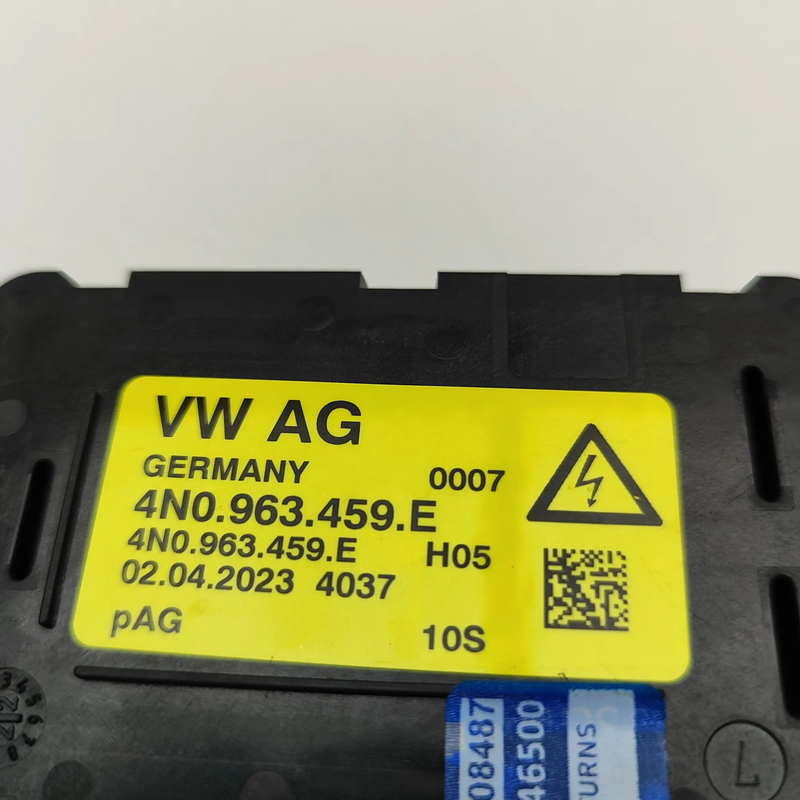 VW AG
GERMANY 0007
4N0.963.459.E
4N0.963.459.E H05
02.04.2023 4037
pAG 10S
08487
46500
TURNS
L